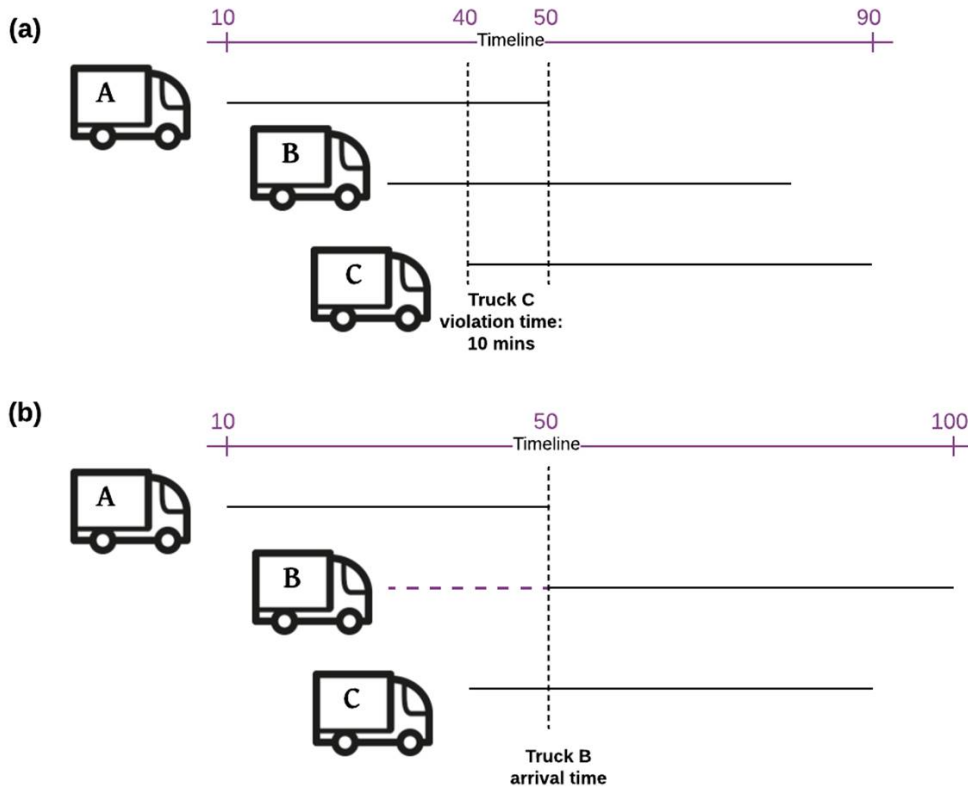 (a)
10 40 50 90
Timeline
A
B
C
Truck C
violation time:
10 mins
(b)
10 50 100
Timeline
A
B
C
Truck B
arrival time